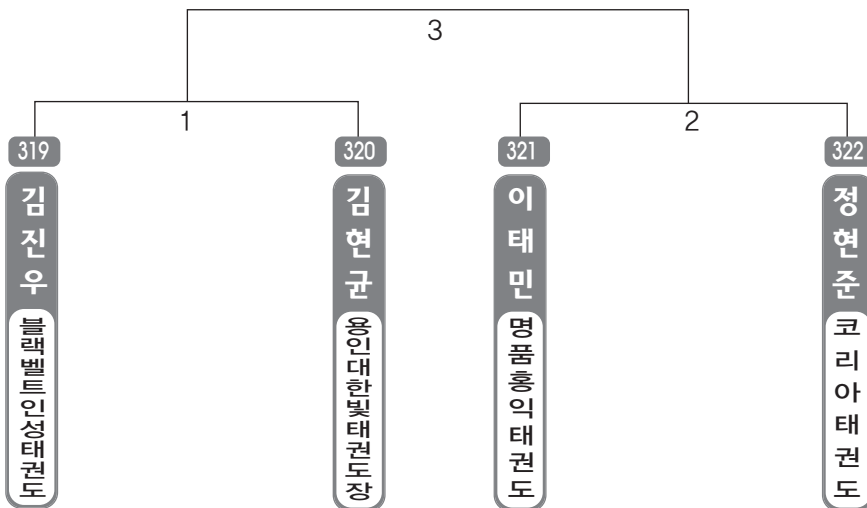 3
1
2
319
김진우
블랙벨트인성태권도
320
김현균
용인대한빛태권도장
321
이태민
명품홍익태권도
322
정현준
코리아태권도